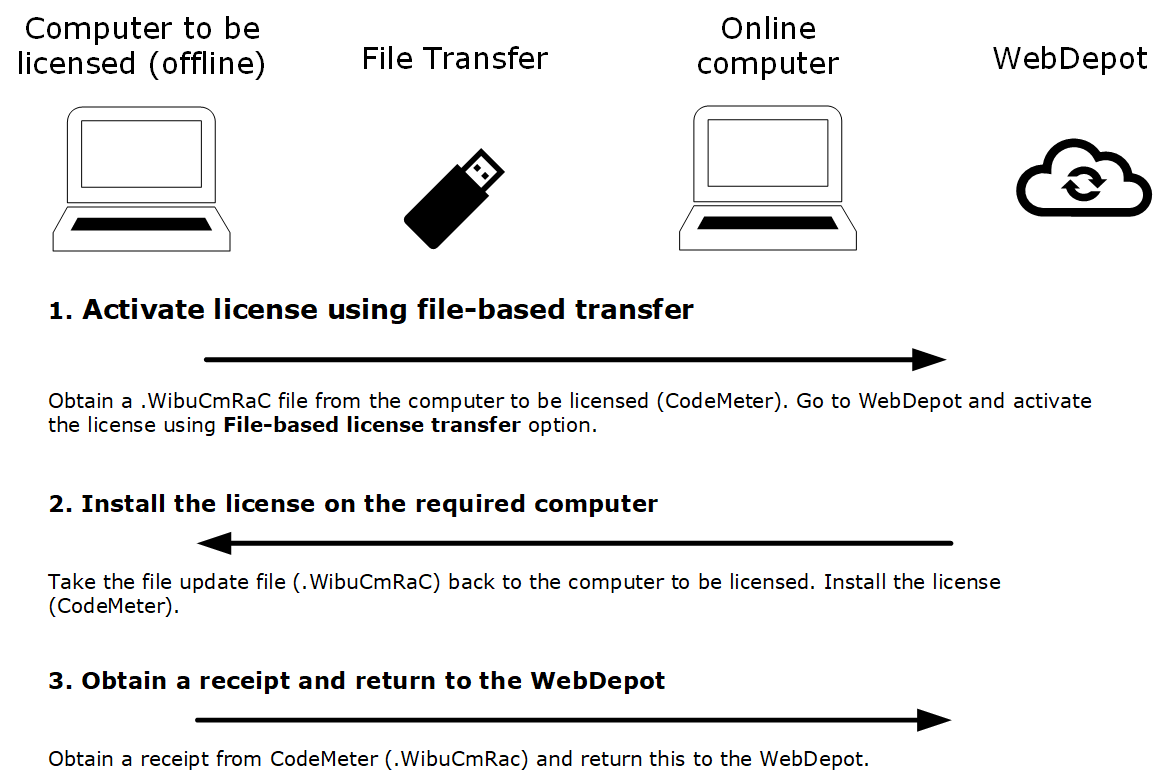 Computer to be
licensed (offline)
File Transfer
Online
computer
WebDepot
1. Activate license using file-based transfer
Obtain a .WibuCmRaC file from the computer to be licensed (CodeMeter). Go to WebDepot and activate
the license using File-based license transfer option.
2. Install the license on the required computer
Take the file update file (.WibuCmRaC) back to the computer to be licensed. Install the license
(CodeMeter).
3. Obtain a receipt and return to the WebDepot
Obtain a receipt from CodeMeter (.WibuCmRac) and return this to the WebDepot.